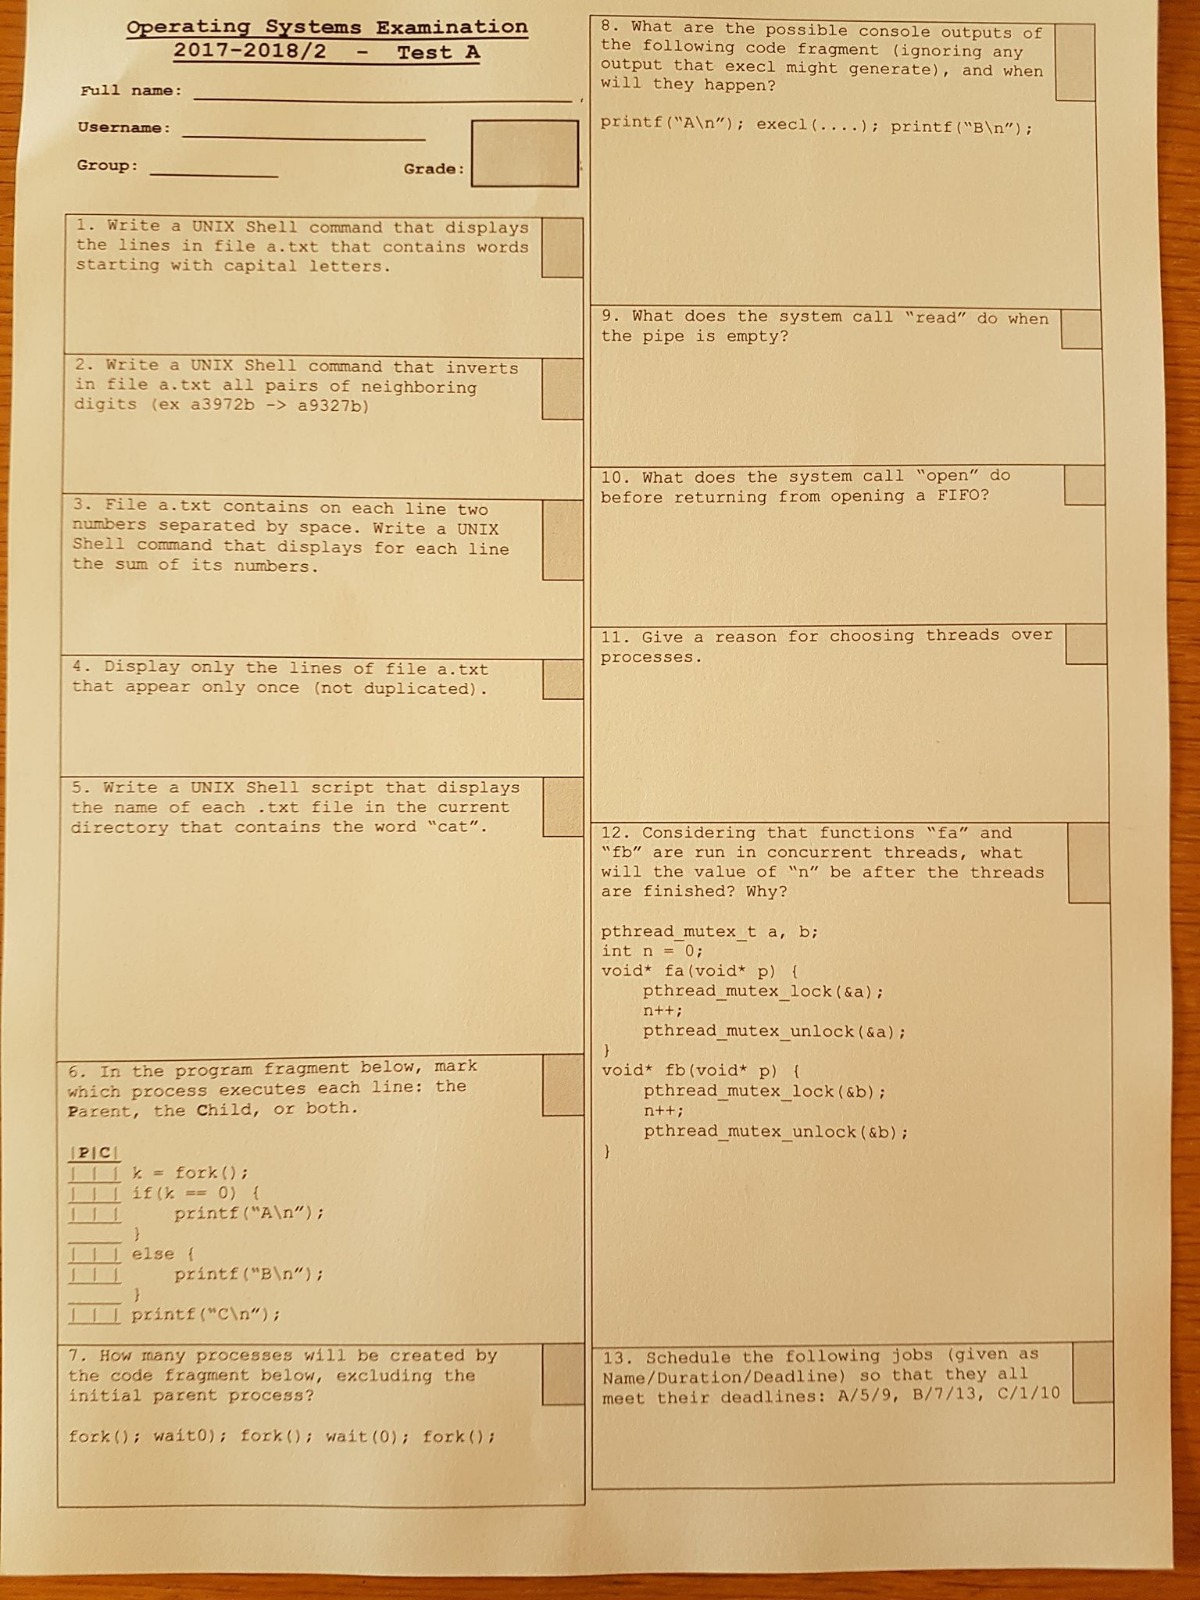 Operating Systems Examination
2017-2018/2 - Test A
Full name:
Username:
Group:
Grade:
1. Write a UNIX Shell command that displays
the lines in file a.txt that contains words
starting with capital letters.
2. Write a UNIX Shell command that inverts
in file a.txt all pairs of neighboring
digits (ex a3972b -> a9327b)
3. File a.txt contains on each line two
numbers separated by space. Write a UNIX
Shell command that displays for each line
the sum of its numbers.
4. Display only the lines of file a.txt
that appear only once (not duplicated).
5. Write a UNIX Shell script that displays
the name of each .txt file in the current
directory that contains the word “cat”.
6. In the program fragment below, mark
which process executes each line: the
Parent, the Child, or both.
|P|C|
| | | k = fork();
| | | if(k == 0) {
| | |     printf("A\n");
}
| | | else {
| | |     printf("B\n");
}
| | | printf("C\n");
7. How many processes will be created by
the code fragment below, excluding the
initial parent process?
fork(); wait0); fork(); wait(0); fork();
8. What are the possible console outputs of
the following code fragment (ignoring any
output that execl might generate), and when
will they happen?
printf("A\n"); execl(....); printf("B\n");
9. What does the system call “read” do when
the pipe is empty?
10. What does the system call “open” do
before returning from opening a FIFO?
11. Give a reason for choosing threads over
processes.
12. Considering that functions “fa” and
“fb” are run in concurrent threads, what
will the value of “n” be after the threads
are finished? Why?
pthread_mutex_t a, b;
int n = 0;
void* fa(void* p) {
    pthread_mutex_lock(&a);
    n++;
    pthread_mutex_unlock(&a);
}
void* fb(void* p) {
    pthread_mutex_lock(&b);
    n++;
    pthread_mutex_unlock(&b);
}
13. Schedule the following jobs (given as
Name/Duration/Deadline) so that they all
meet their deadlines: A/5/9, B/7/13, C/1/10